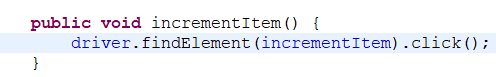 public void incrementItem() {
    driver.findElement(incrementItem).click();
}